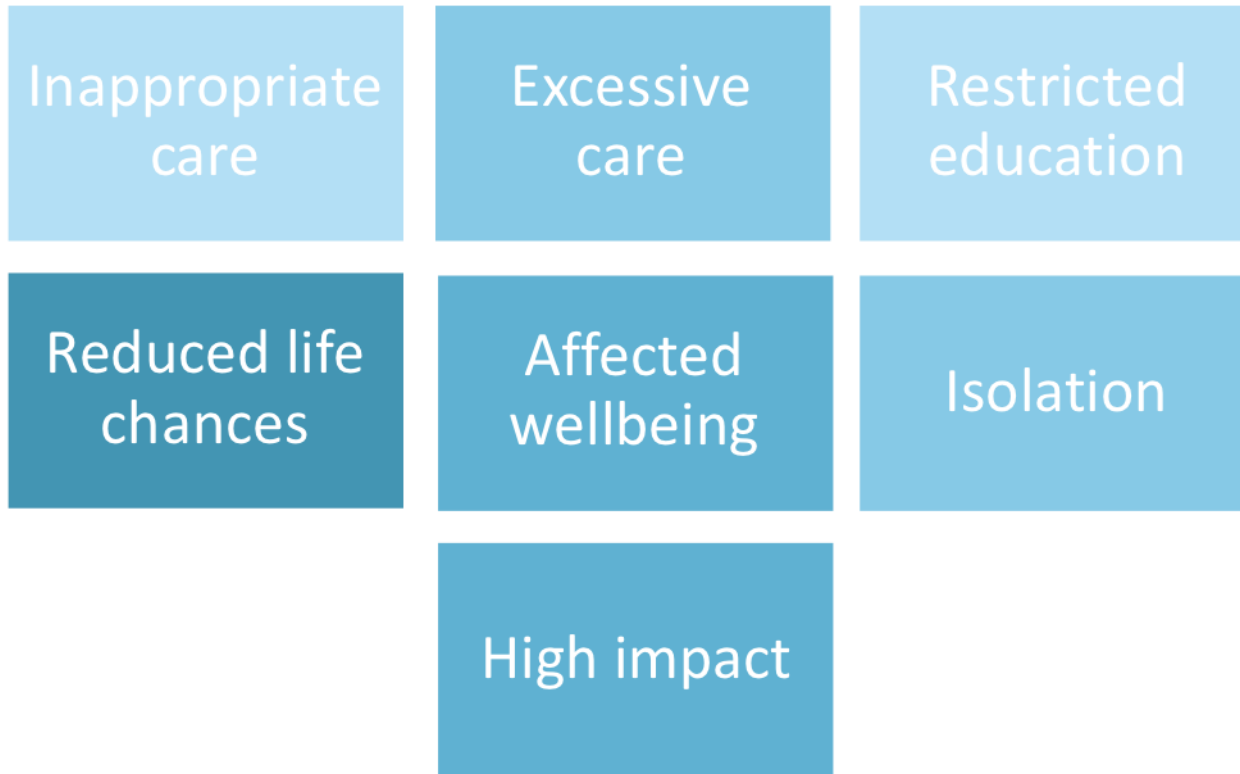 Inappropriate
care
Excessive
care
Restricted
education
Reduced life
chances
Affected
wellbeing
Isolation
High impact